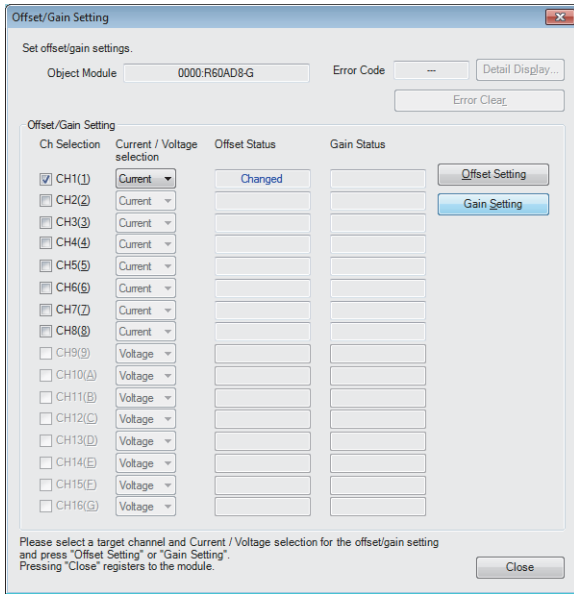 Offset/Gain Setting
Set offset/gain settings.
Object Module 0000:R60AD8-G Error Code --- Detail Display...
Error Clear
Offset/Gain Setting
Ch Selection Current / Voltage selection Offset Status Gain Status
CH1(1) Current Changed Offset Setting
CH2(2) Current Gain Setting
CH3(3) Current
CH4(4) Current
CH5(5) Current
CH6(6) Current
CH7(7) Current
CH8(8) Current
CH9(9) Voltage
CH10(A) Voltage
CH11(B) Voltage
CH12(C) Voltage
CH13(D) Voltage
CH14(E) Voltage
CH15(F) Voltage
CH16(G) Voltage
Please select a target channel and Current / Voltage selection for the offset/gain setting
and press "Offset Setting" or "Gain Setting".
Pressing "Close" registers to the module.
Close